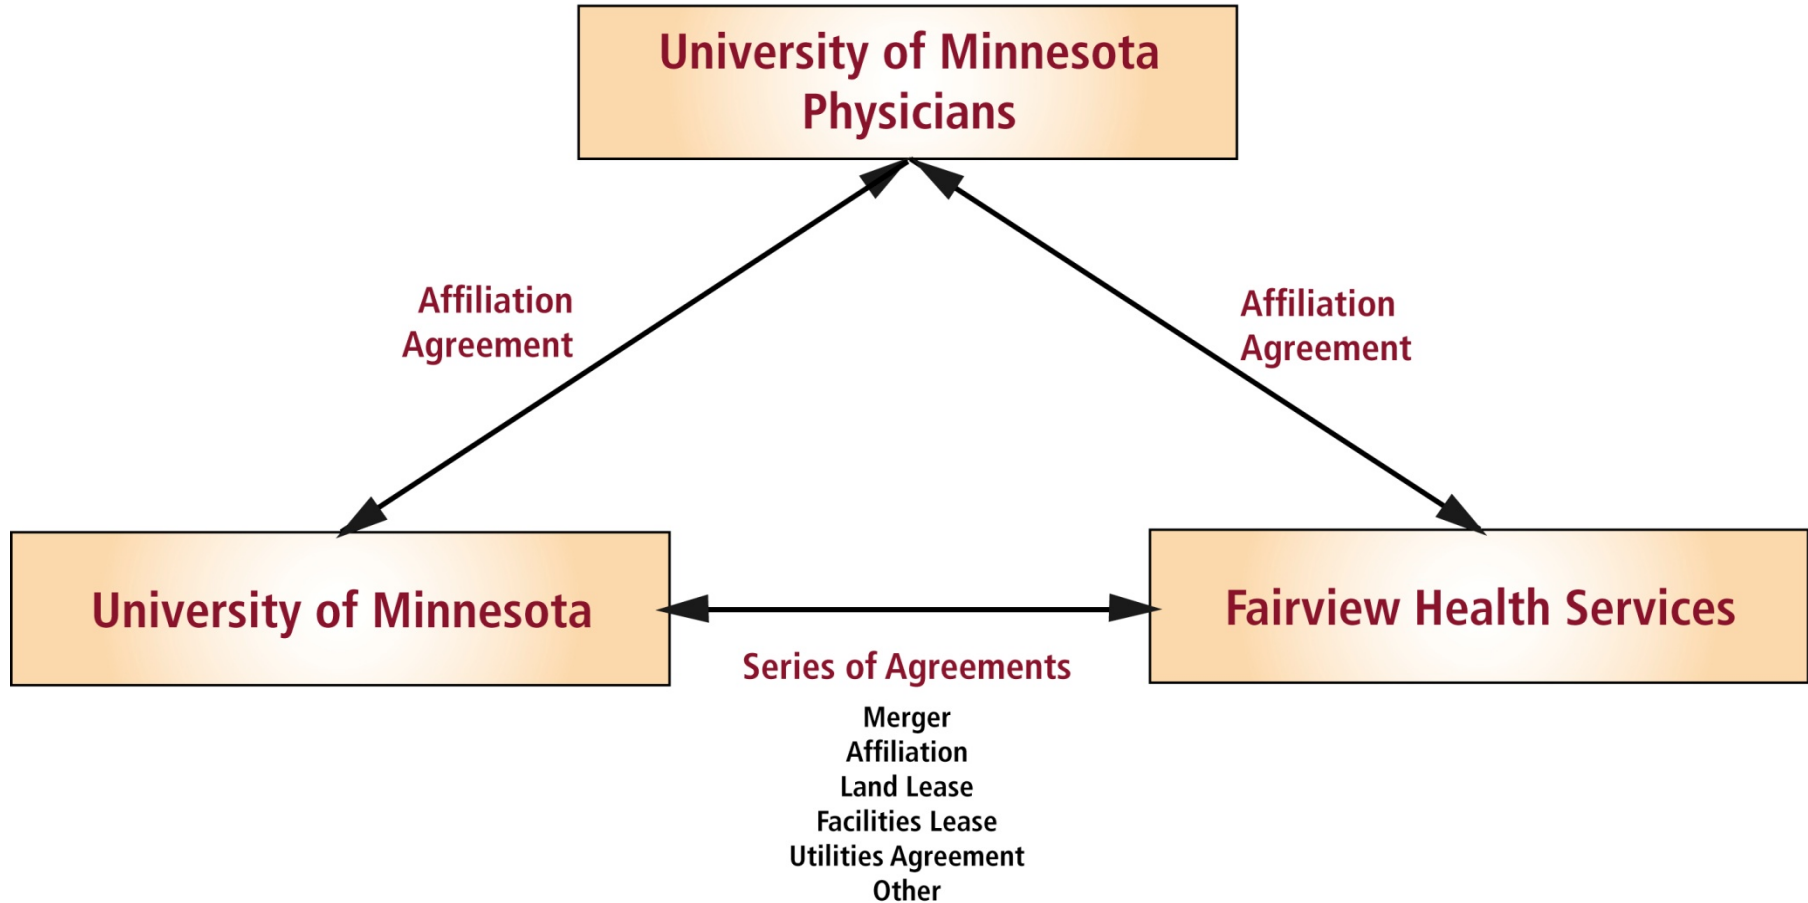 University of Minnesota
Physicians
Affiliation
Agreement
Affiliation
Agreement
University of Minnesota
Fairview Health Services
Series of Agreements
Merger
Affiliation
Land Lease
Facilities Lease
Utilities Agreement
Other